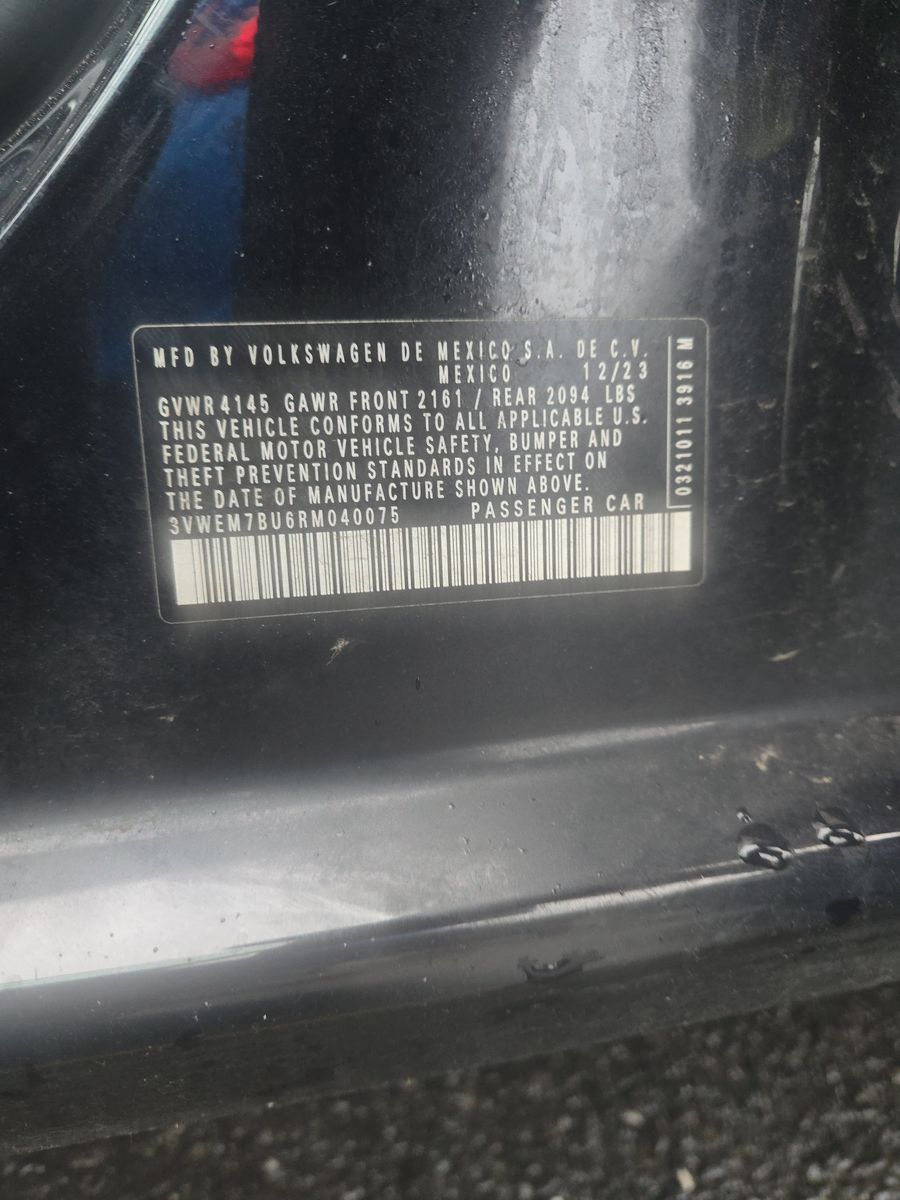 MFD BY VOLKSWAGEN DE MEXICO S.A. DE C.V.
MEXICO 12/23
GVWR 4145 GAWR FRONT 2161 / REAR 2094 LBS
THIS VEHICLE CONFORMS TO ALL APPLICABLE U.S.
FEDERAL MOTOR VEHICLE SAFETY, BUMPER AND
THEFT PREVENTION STANDARDS IN EFFECT ON
THE DATE OF MANUFACTURE SHOWN ABOVE.
3VWEM7BU6RM040075 PASSENGER CAR
0321011 3916 M